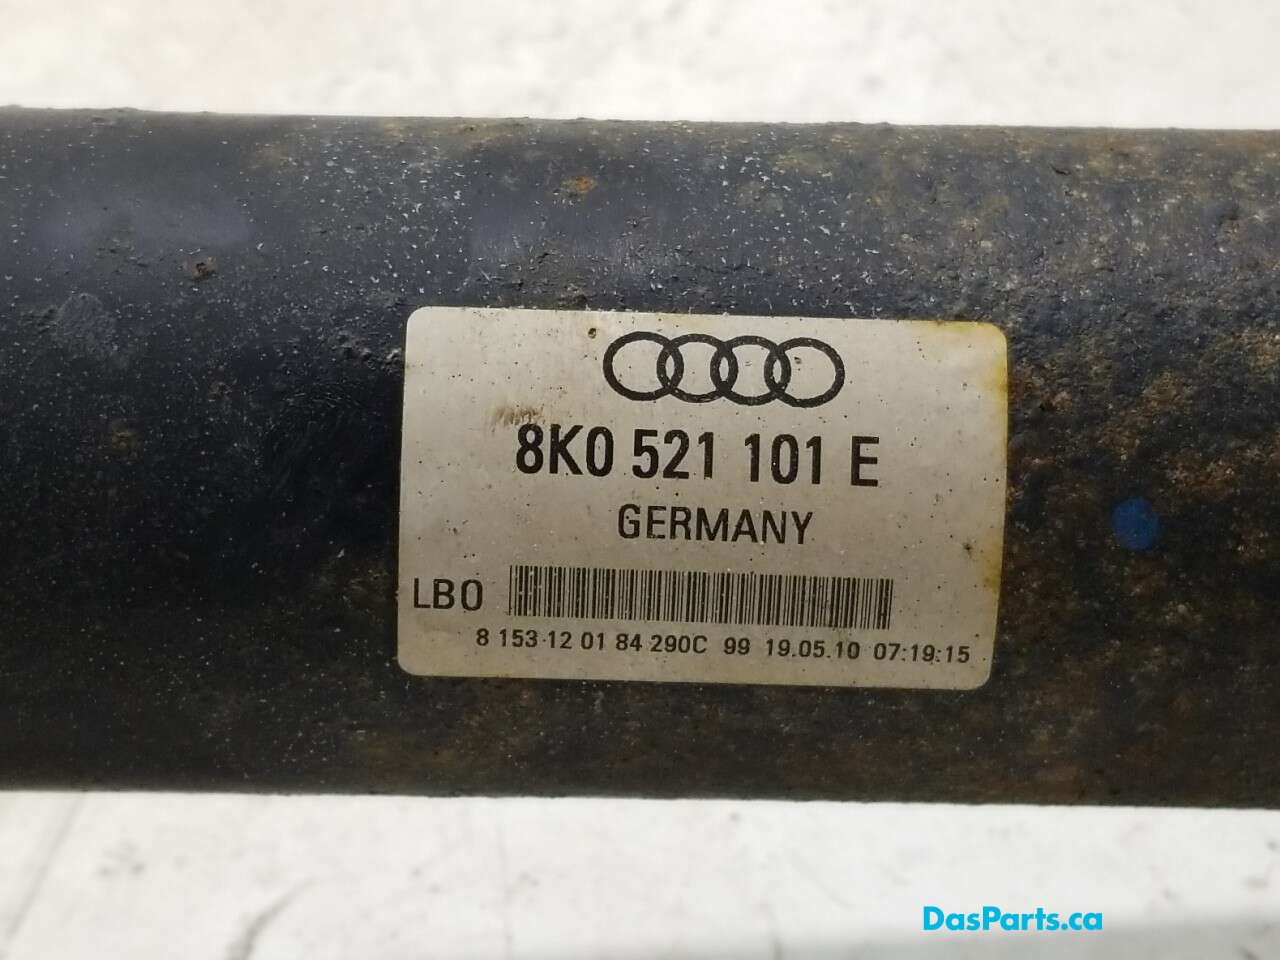 8K0 521 101 E
GERMANY
LB0
8 153 12 01 84 290C 99 19.05.10 07:19:15
DasParts.ca